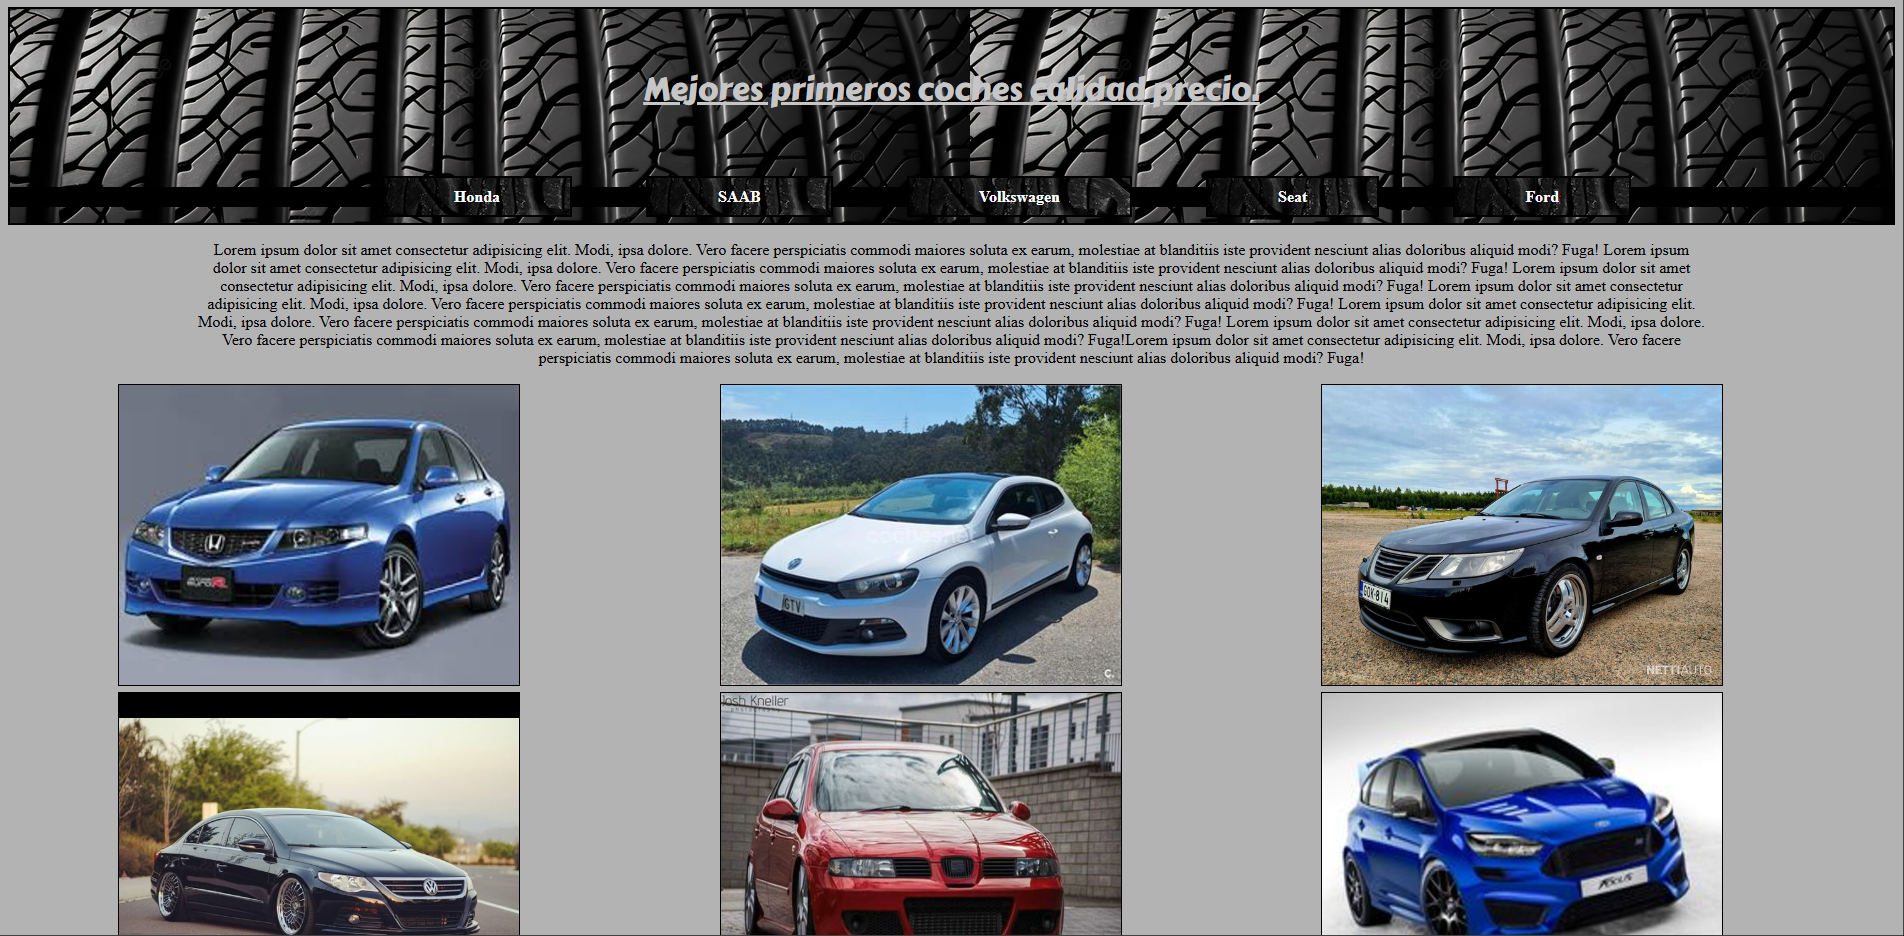 Mejores primeros coches calidad precio.
Honda
SAAB
Volkswagen
Seat
Ford
Lorem ipsum dolor sit amet consectetur adipisicing elit. Modi, ipsa dolore. Vero facere perspiciatis commodi maiores soluta ex earum, molestiae at blanditiis iste provident nesciunt alias doloribus aliquid modi? Fuga! Lorem ipsum
dolor sit amet consectetur adipisicing elit. Modi, ipsa dolore. Vero facere perspiciatis commodi maiores soluta ex earum, molestiae at blanditiis iste provident nesciunt alias doloribus aliquid modi? Fuga! Lorem ipsum dolor sit amet
consectetur adipisicing elit. Modi, ipsa dolore. Vero facere perspiciatis commodi maiores soluta ex earum, molestiae at blanditiis iste provident nesciunt alias doloribus aliquid modi? Fuga! Lorem ipsum dolor sit amet consectetur
adipisicing elit. Modi, ipsa dolore. Vero facere perspiciatis commodi maiores soluta ex earum, molestiae at blanditiis iste provident nesciunt alias doloribus aliquid modi? Fuga! Lorem ipsum dolor sit amet consectetur adipisicing elit.
Modi, ipsa dolore. Vero facere perspiciatis commodi maiores soluta ex earum, molestiae at blanditiis iste provident nesciunt alias doloribus aliquid modi? Fuga! Lorem ipsum dolor sit amet consectetur adipisicing elit. Modi, ipsa dolore.
Vero facere perspiciatis commodi maiores soluta ex earum, molestiae at blanditiis iste provident nesciunt alias doloribus aliquid modi? Fuga!Lorem ipsum dolor sit amet consectetur adipisicing elit. Modi, ipsa dolore. Vero facere
perspiciatis commodi maiores soluta ex earum, molestiae at blanditiis iste provident nesciunt alias doloribus aliquid modi? Fuga!
coches.net
GTV
C.
GOK-814
NETTIAUTO
Josh Kneller